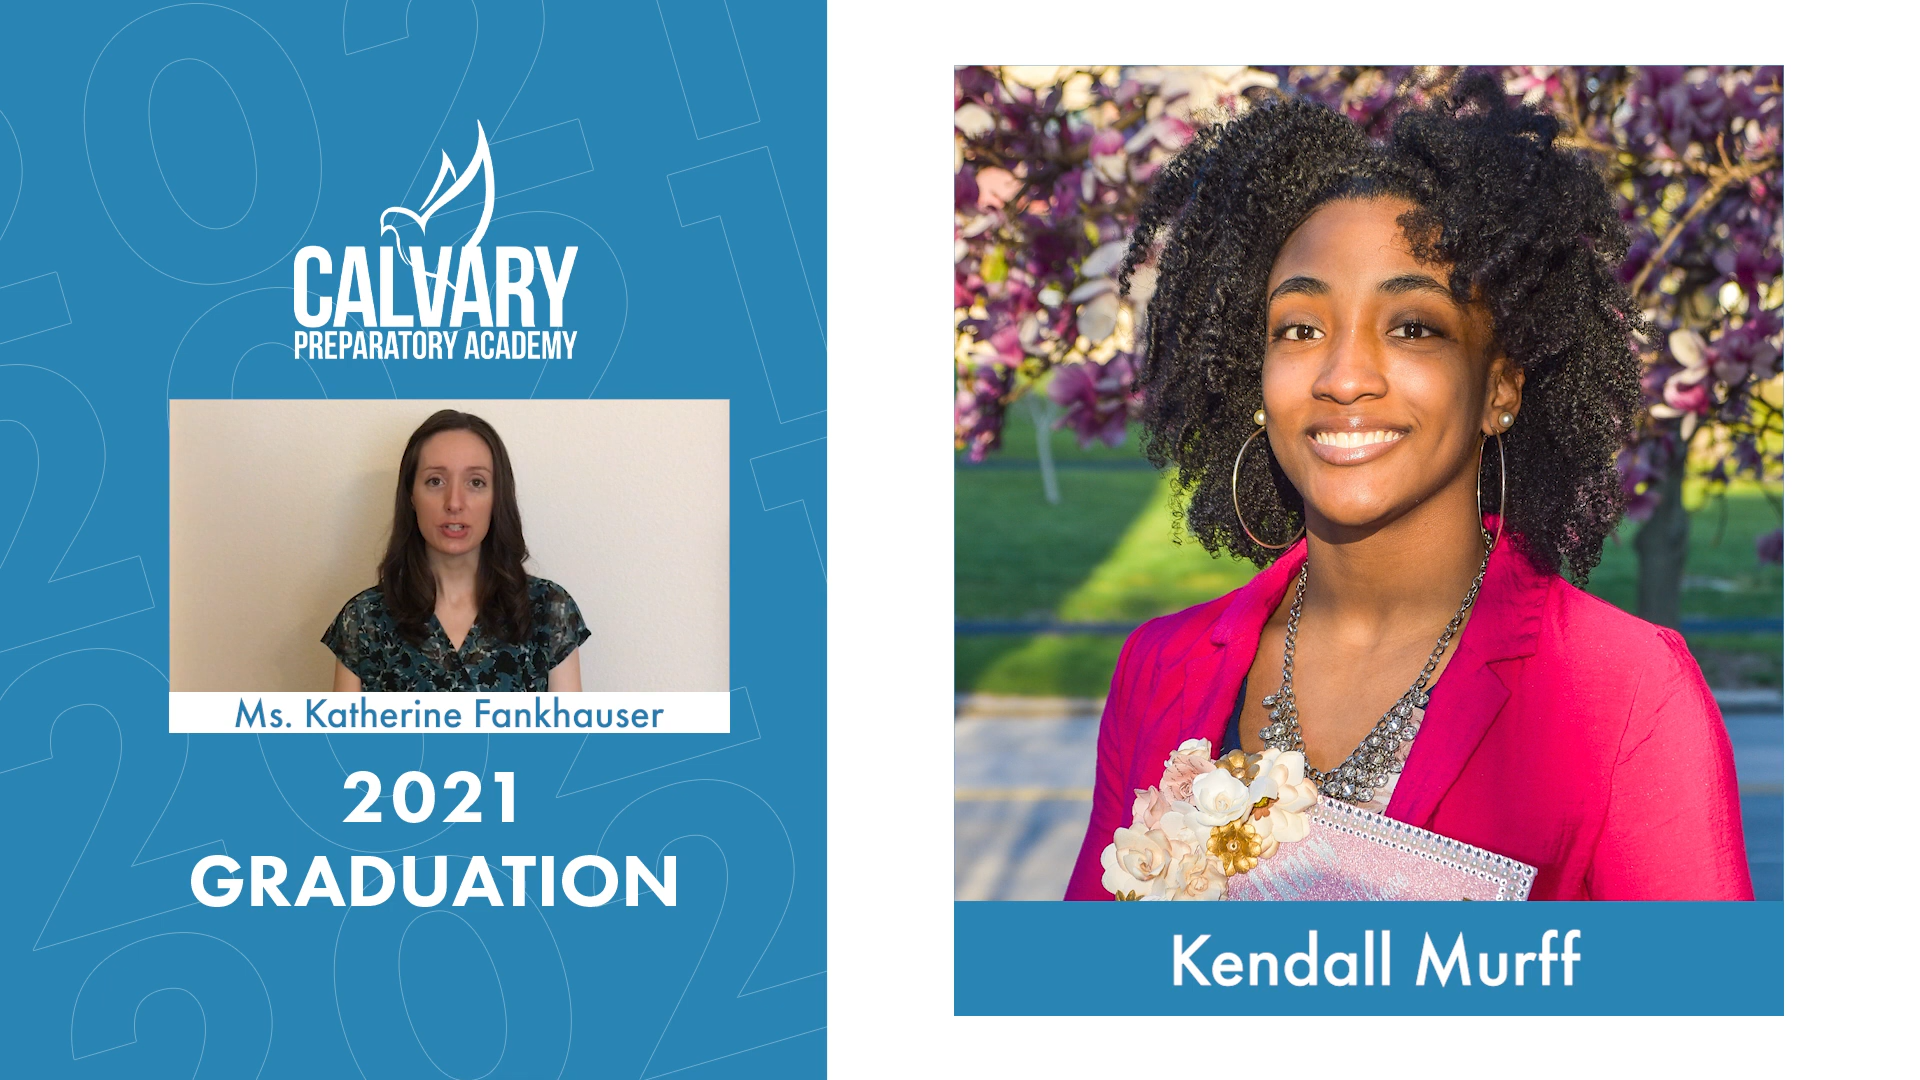 CALVARY
PREPARATORY ACADEMY
Ms. Katherine Fankhauser
2021
GRADUATION
Kendall Murff